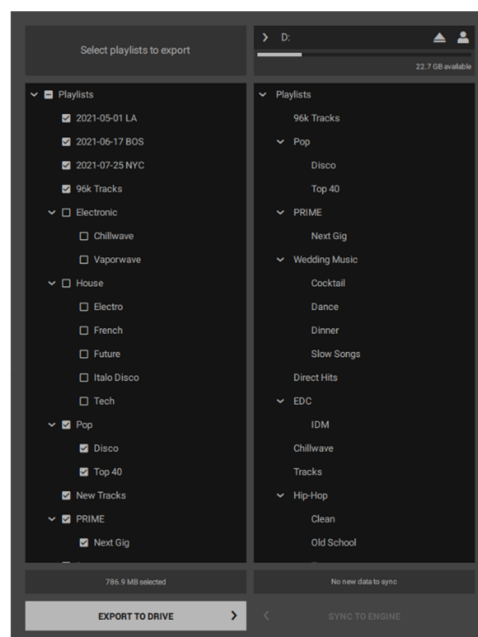 Select playlists to export
Playlists
2021-05-01 LA
2021-06-17 BOS
2021-07-25 NYC
96k Tracks
Electronic
Chillwave
Vaporwave
House
Electro
French
Future
Italo Disco
Tech
Pop
Disco
Top 40
New Tracks
PRIME
Next Gig
786.9 MB selected
EXPORT TO DRIVE
D:
22.7 GB available
Playlists
96k Tracks
Pop
Disco
Top 40
PRIME
Next Gig
Wedding Music
Cocktail
Dance
Dinner
Slow Songs
Direct Hits
EDC
IDM
Chillwave
Tracks
Hip-Hop
Clean
Old School
No new data to sync
SYNC TO ENGINE